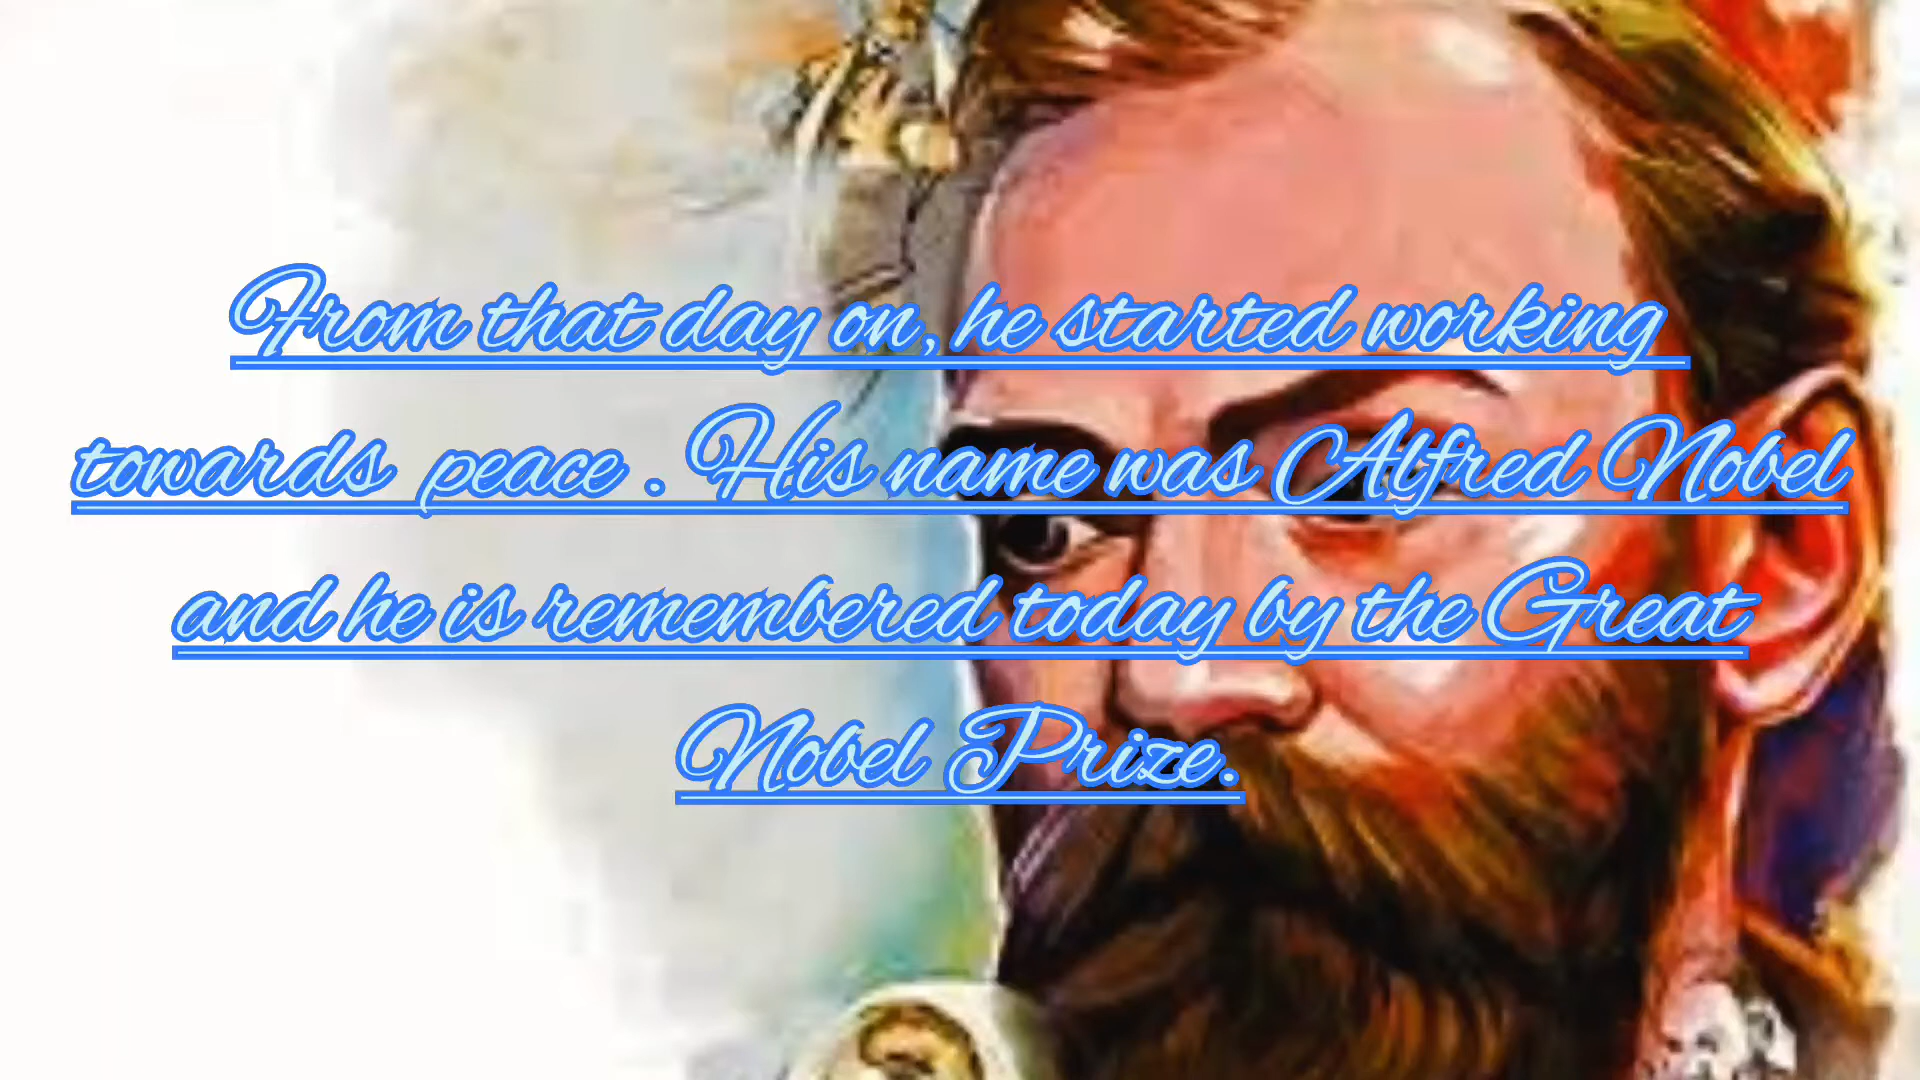 From that day on, he started working
towards peace . His name was Alfred Nobel
and he is remembered today by the Great
Nobel Prize.